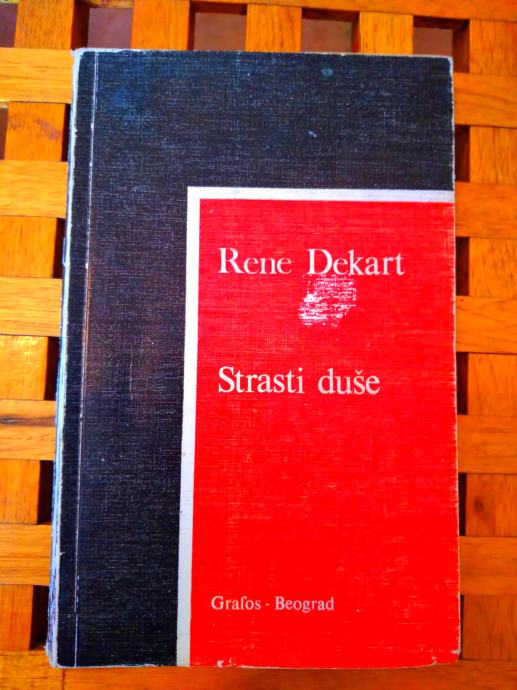 Rene Dekart
Strasti duše
Grafos - Beograd